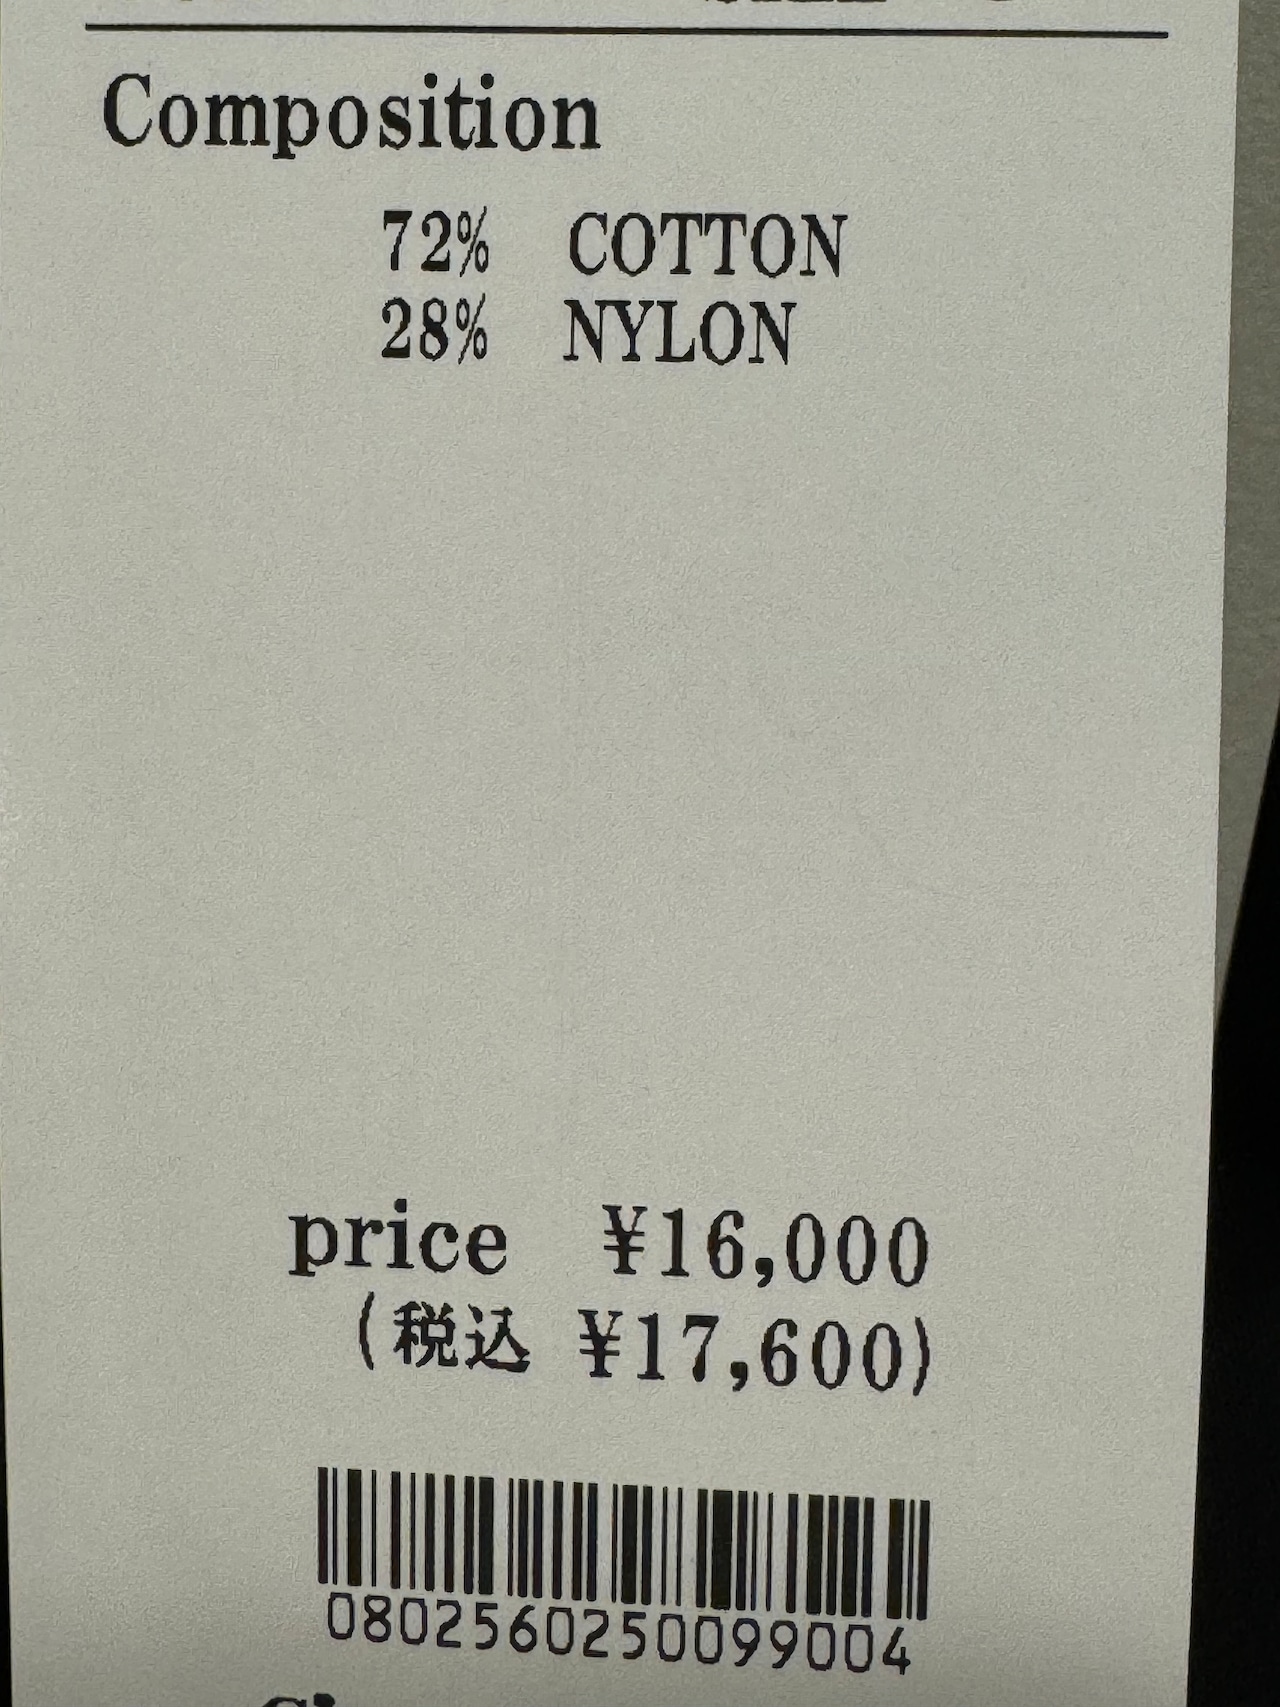 Composition
72% COTTON
28% NYLON
price ¥16,000
(税込 ¥17,600)
0802560250099004